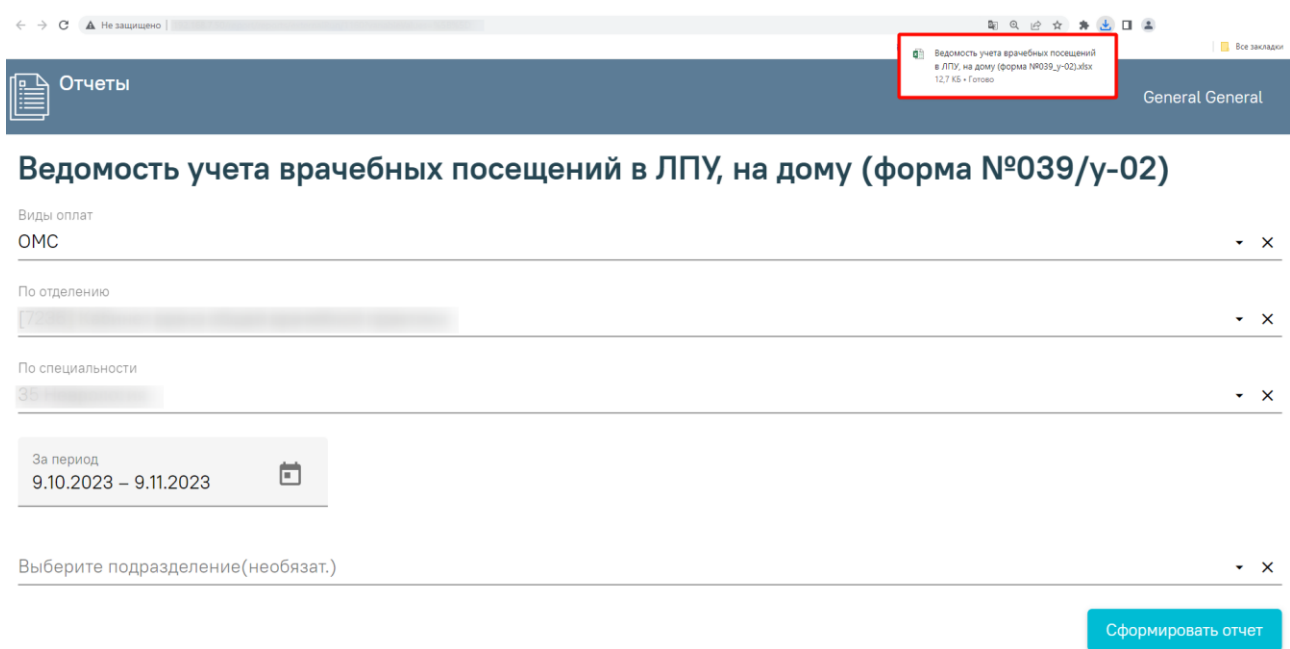 Не защищено
Ведомость учета врачебных посещений
в ЛПУ, на дому (форма №039_у-02).xlsx
12,7 КБ • Готово
Все закладки
Отчеты
General General
Ведомость учета врачебных посещений в ЛПУ, на дому (форма №039/у-02)
Виды оплат
ОМС
По отделению
По специальности
35
За период
9.10.2023 – 9.11.2023
Выберите подразделение(необязат.)
Сформировать отчет